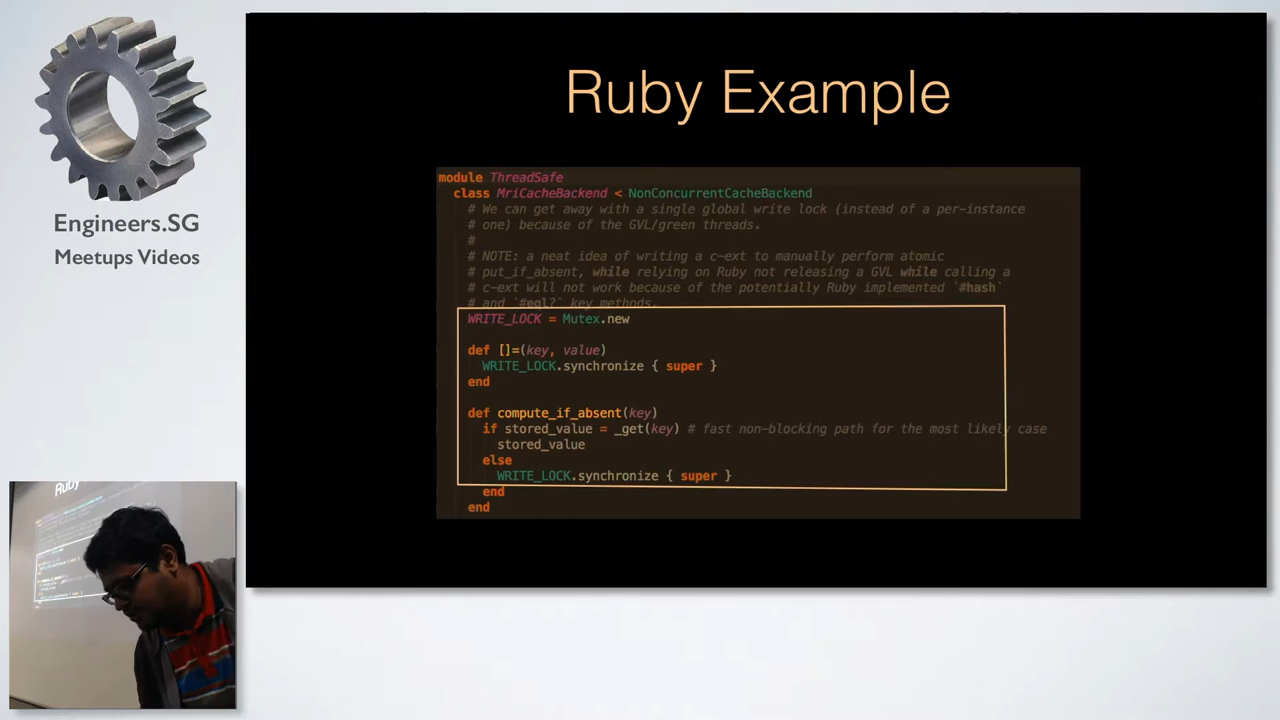 Engineers.SG
Meetups Videos
Ruby Example
module ThreadSafe
class MriCacheBackend < NonConcurrentCacheBackend
# We can get away with a single global write lock (instead of a per-instance
# one) because of the GVL/green threads.
#
# NOTE: a neat idea of writing a c-ext to manually perform atomic
# put_if_absent, while relying on Ruby not releasing a GVL while calling a
# c-ext will not work because of the potentially Ruby implemented `#hash`
# and `#eql?` key methods.
WRITE_LOCK = Mutex.new
def []=(key, value)
WRITE_LOCK.synchronize { super }
end
def compute_if_absent(key)
if stored_value = _get(key) # fast non-blocking path for the most likely case
stored_value
else
WRITE_LOCK.synchronize { super }
end
end
Ruby